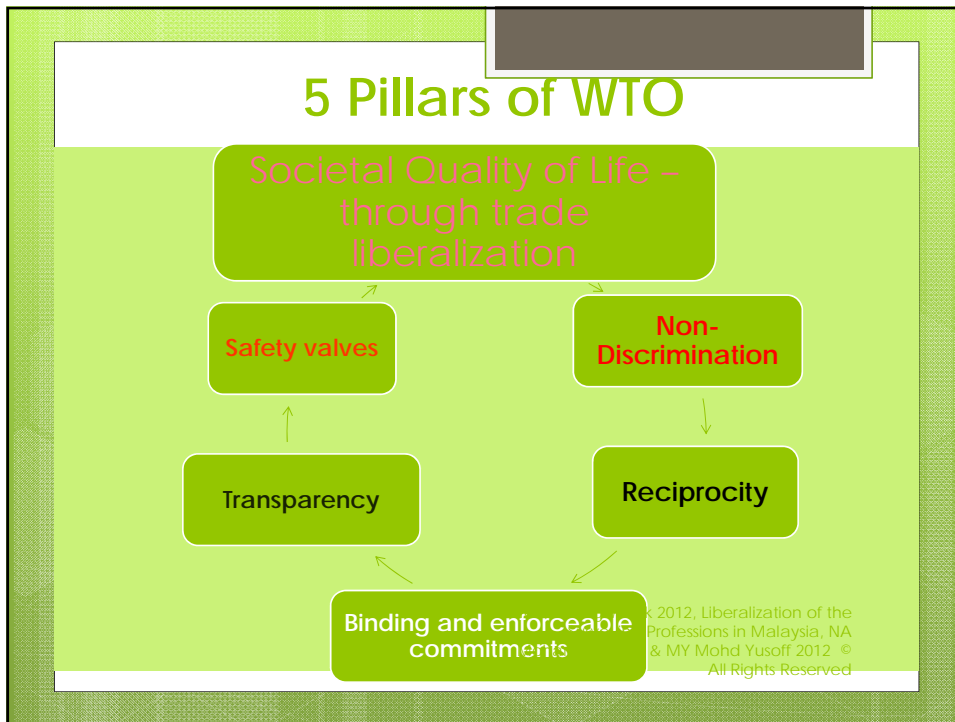 5 Pillars of WTO
Societal Quality of Life –
through trade
liberalization
Safety valves
Non-
Discrimination
Transparency
Reciprocity
Binding and enforceable
commitments
2012, Liberalization of the
Professions in Malaysia, NA
& MY Mohd Yusoff 2012 ©
All Rights Reserved